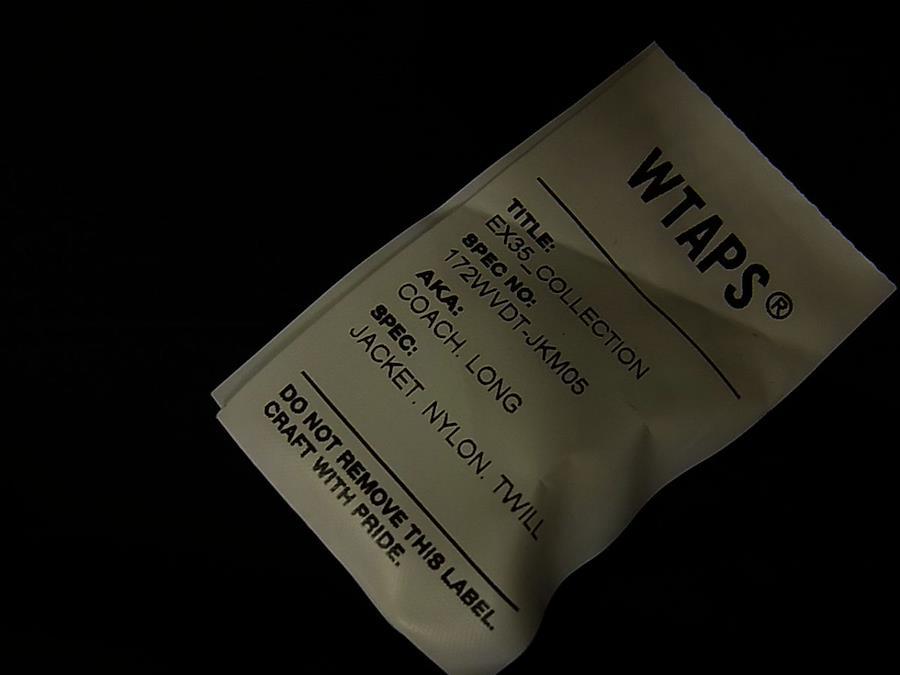 WTAPS®
TITLE:
EX35_COLLECTION
SPEC NO:
172WVDT-JKM05
AKA:
COACH. LONG
SPEC:
JACKET. NYLON. TWILL
DO NOT REMOVE THIS LABEL.
CRAFT WITH PRIDE.